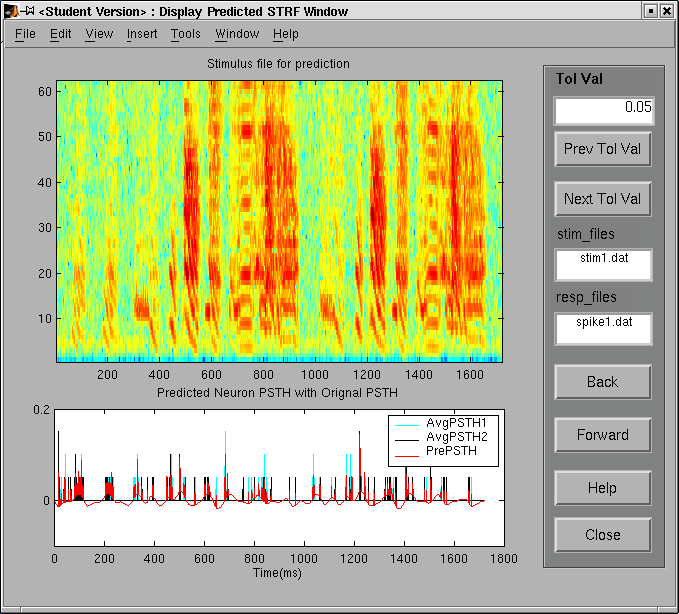 <Student Version> : Display Predicted STRF Window
File Edit View Insert Tools Window Help
Stimulus file for prediction
60
50
40
30
20
10
200 400 600 800 1000 1200 1400 1600
Predicted Neuron PSTH with Orignal PSTH
0.2
0
AvgPSTH1
AvgPSTH2
PrePSTH
0 200 400 600 800 1000 1200 1400 1600 1800
Time(ms)
Tol Val
0.05
Prev Tol Val
Next Tol Val
stim_files
stim1.dat
resp_files
spike1.dat
Back
Forward
Help
Close